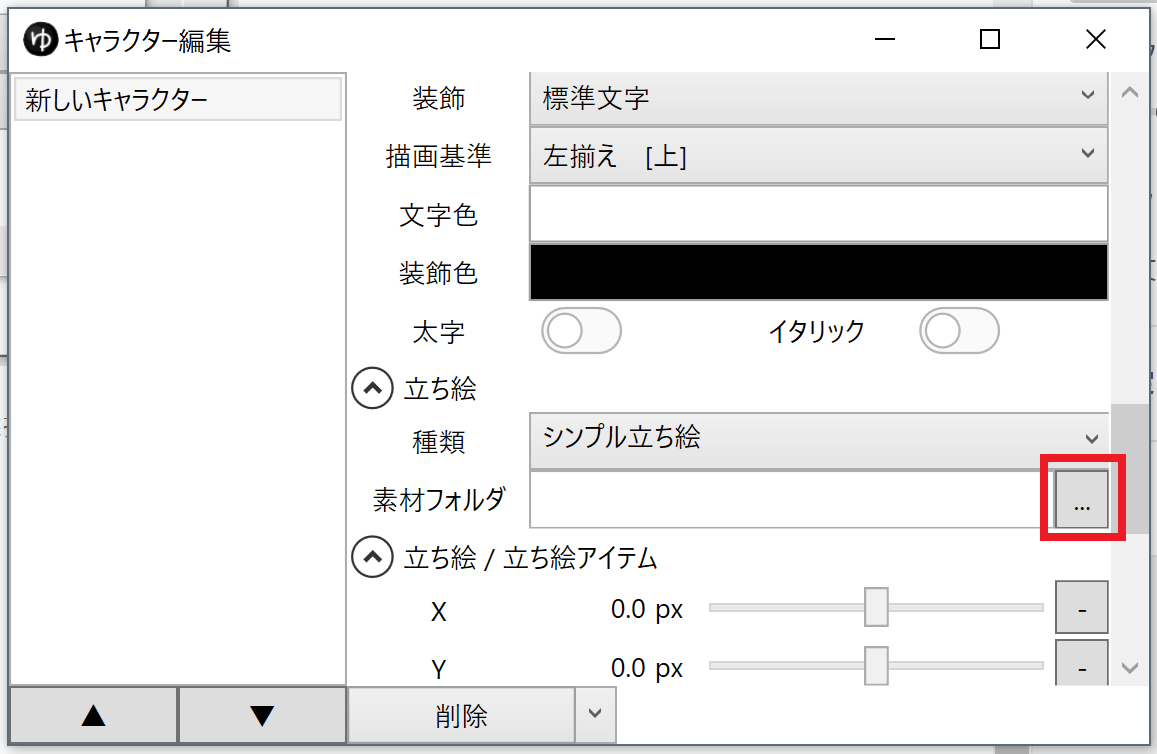 ゆ キャラクター編集
新しいキャラクター
装飾 標準文字
描画基準 左揃え [上]
文字色
装飾色
太字 イタリック
立ち絵
種類 シンプル立ち絵
素材フォルダ ...
立ち絵 / 立ち絵アイテム
X 0.0 px -
Y 0.0 px -
▲ ▼ 削除